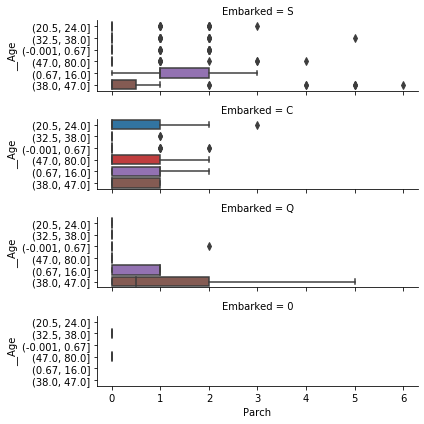 Embarked = S
(20.5, 24.0]
(32.5, 38.0]
(-0.001, 0.67]
(47.0, 80.0]
(0.67, 16.0]
(38.0, 47.0]
__Age
Embarked = C
(20.5, 24.0]
(32.5, 38.0]
(-0.001, 0.67]
(47.0, 80.0]
(0.67, 16.0]
(38.0, 47.0]
__Age
Embarked = Q
(20.5, 24.0]
(32.5, 38.0]
(-0.001, 0.67]
(47.0, 80.0]
(0.67, 16.0]
(38.0, 47.0]
__Age
Embarked = 0
(20.5, 24.0]
(32.5, 38.0]
(-0.001, 0.67]
(47.0, 80.0]
(0.67, 16.0]
(38.0, 47.0]
__Age
0 1 2 3 4 5 6
Parch